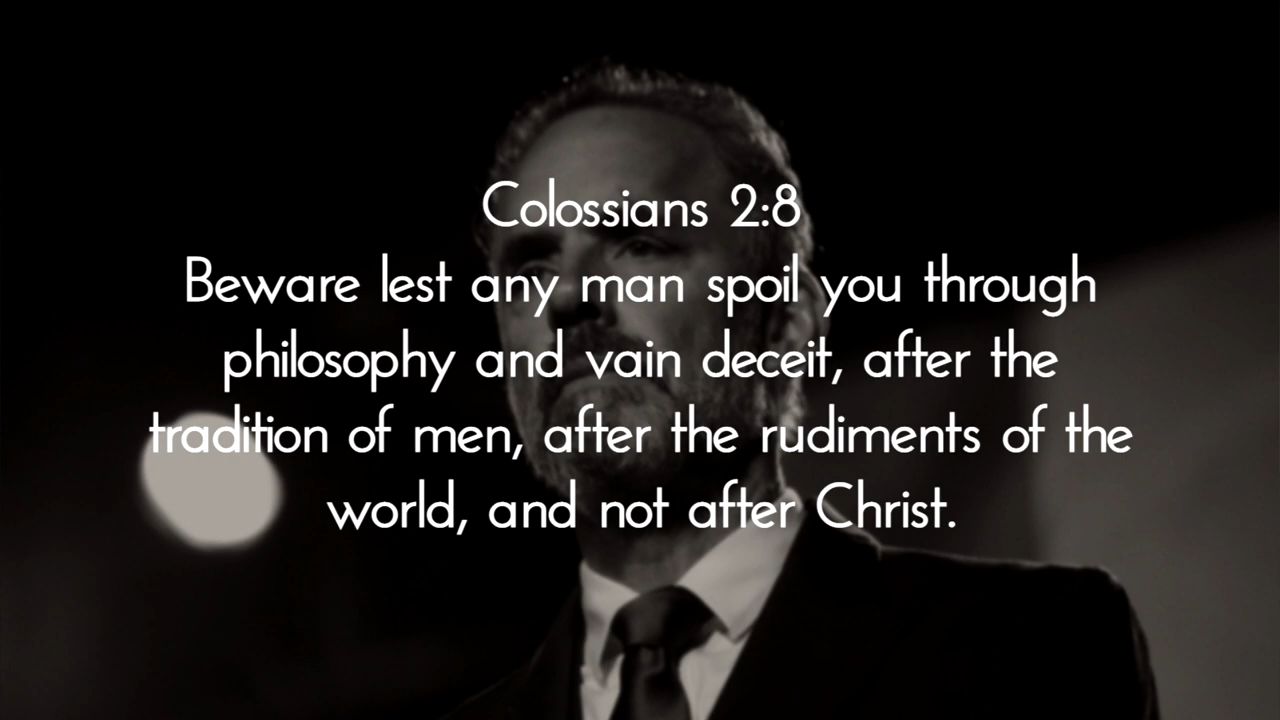 Colossians 2:8
Beware lest any man spoil you through
philosophy and vain deceit, after the
tradition of men, after the rudiments of the
world, and not after Christ.